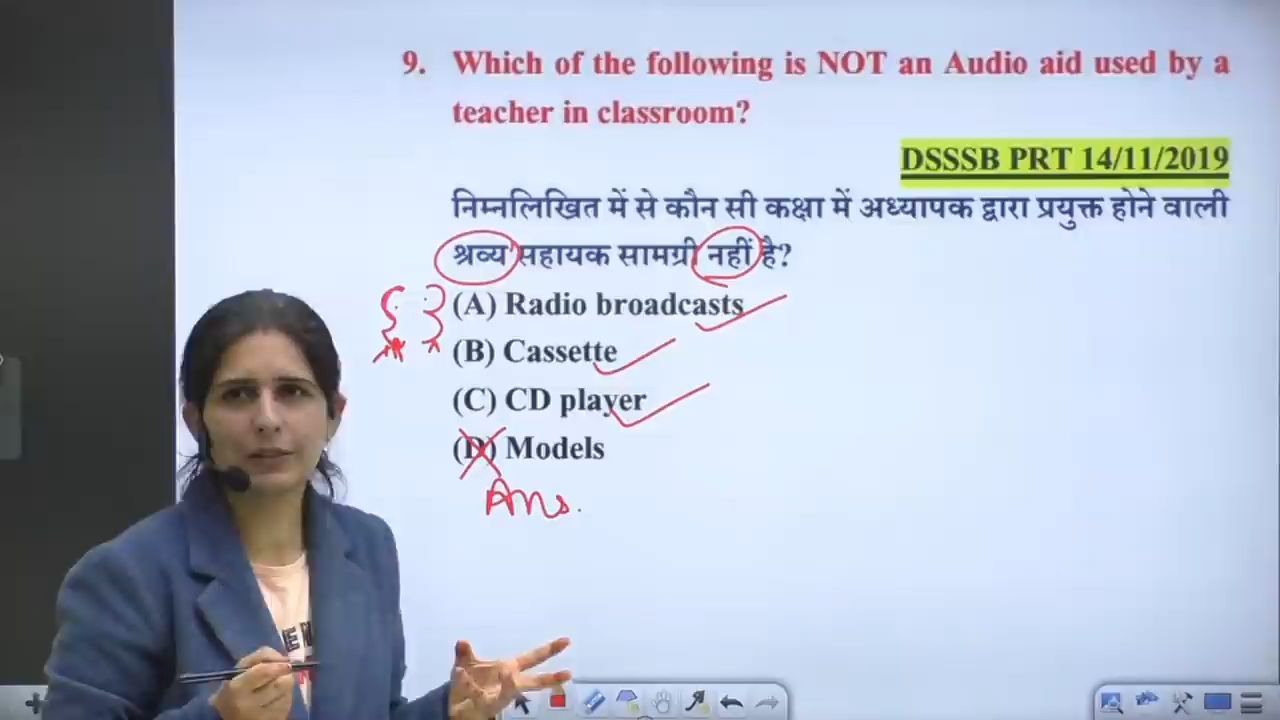 9. Which of the following is NOT an Audio aid used by a
teacher in classroom?
DSSSB PRT 14/11/2019
निम्नलिखित में से कौन सी कक्षा में अध्यापक द्वारा प्रयुक्त होने वाली
श्रव्य सहायक सामग्री नहीं है?
(A) Radio broadcasts
(B) Cassette
(C) CD player
(D) Models
Ans.